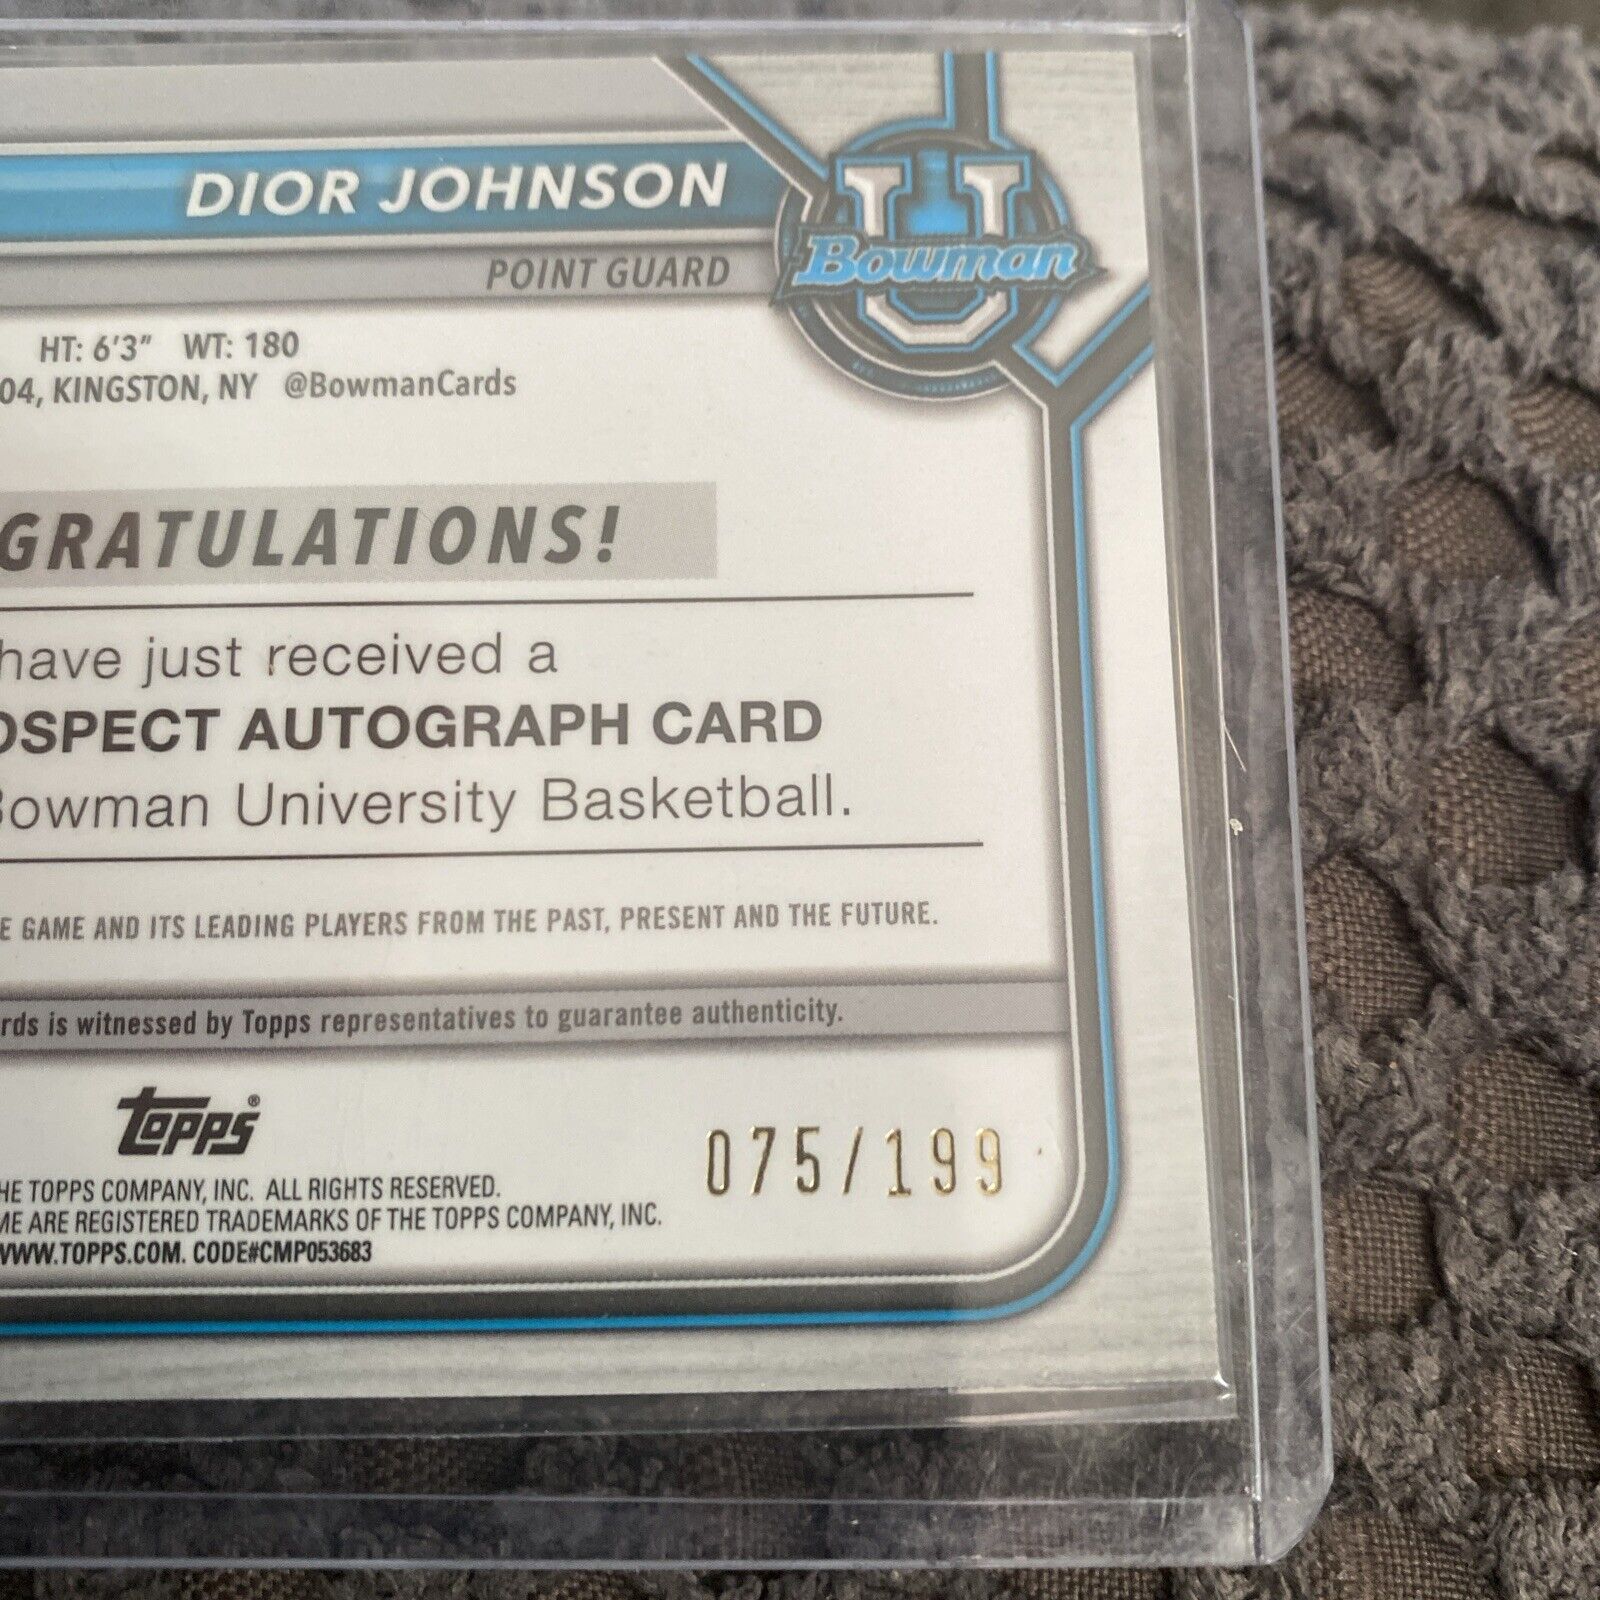 DIOR JOHNSON
U
Bowman
POINT GUARD
HT: 6'3" WT: 180
04, KINGSTON, NY @BowmanCards
GRATULATIONS!
have just received a
OSPECT AUTOGRAPH CARD
Bowman University Basketball.
E GAME AND ITS LEADING PLAYERS FROM THE PAST, PRESENT AND THE FUTURE.
rds is witnessed by Topps representatives to guarantee authenticity.
topps®
075/199
HE TOPPS COMPANY, INC. ALL RIGHTS RESERVED.
ME ARE REGISTERED TRADEMARKS OF THE TOPPS COMPANY, INC.
WWW.TOPPS.COM. CODE#CMP053683